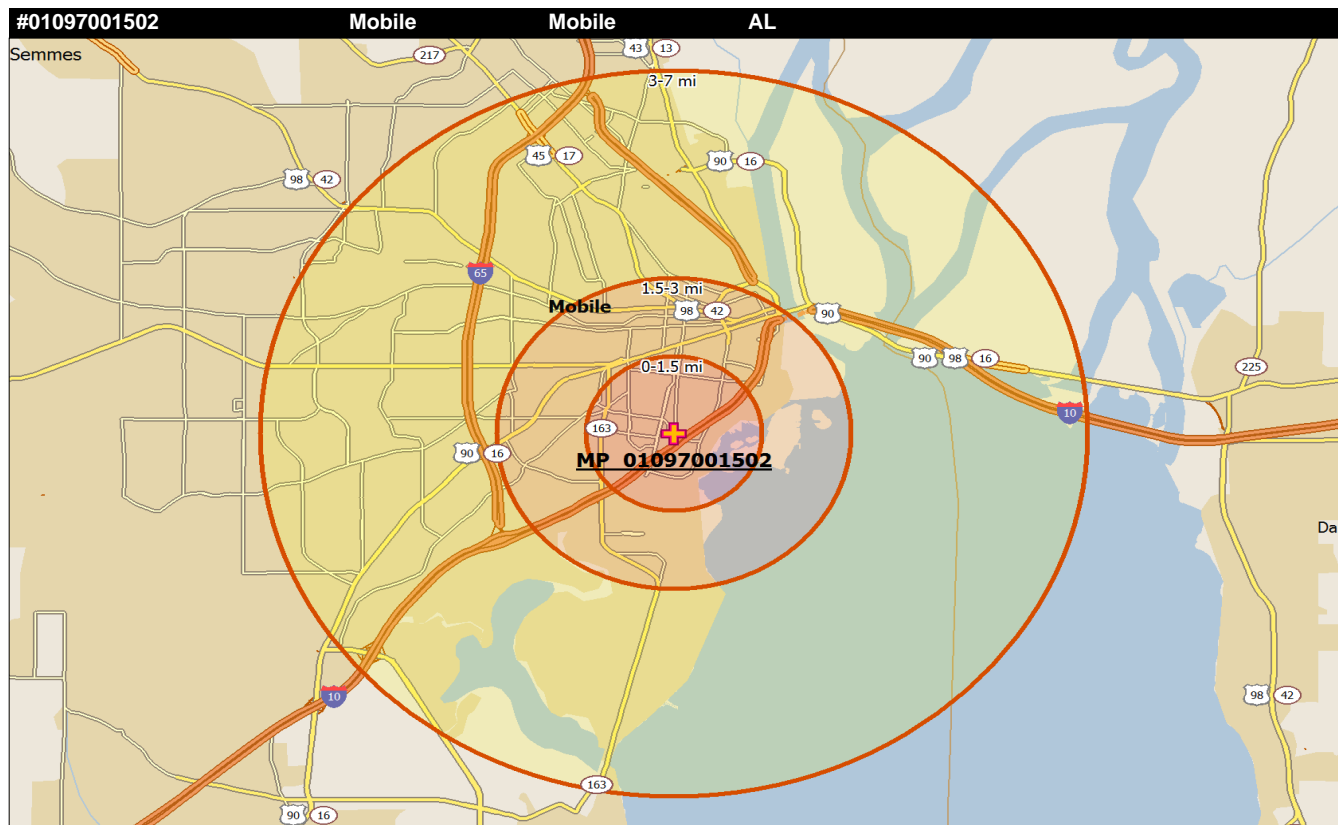 #01097001502 Mobile Mobile AL
Semmes
217
43 13
3-7 mi
45 17
90 16
98 42
65
1.5-3 mi
Mobile
98 42
90
0-1.5 mi
90 98 16
225
10
163
90 16
MP 01097001502
Da
10
98 42
163
90 16